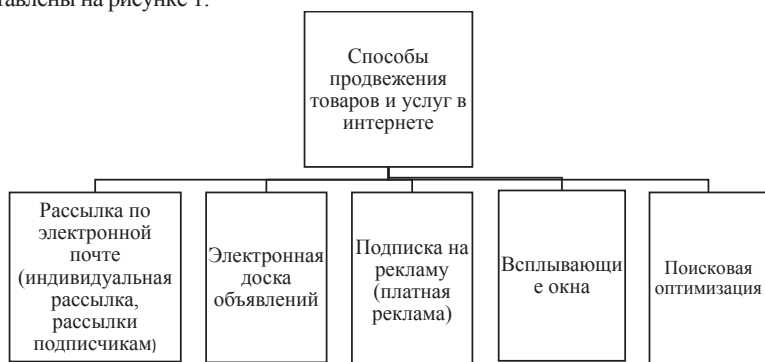 тавлены на рисунке 1.
Способы
продвежения
товаров и услуг в
интернете
Рассылка по
электронной
почте
(индивидуальная
рассылка,
рассылки
подписчикам)
Электронная
доска
объявлений
Подписка на
рекламу
(платная
реклама)
Всплывающи
е окна
Поисковая
оптимизация